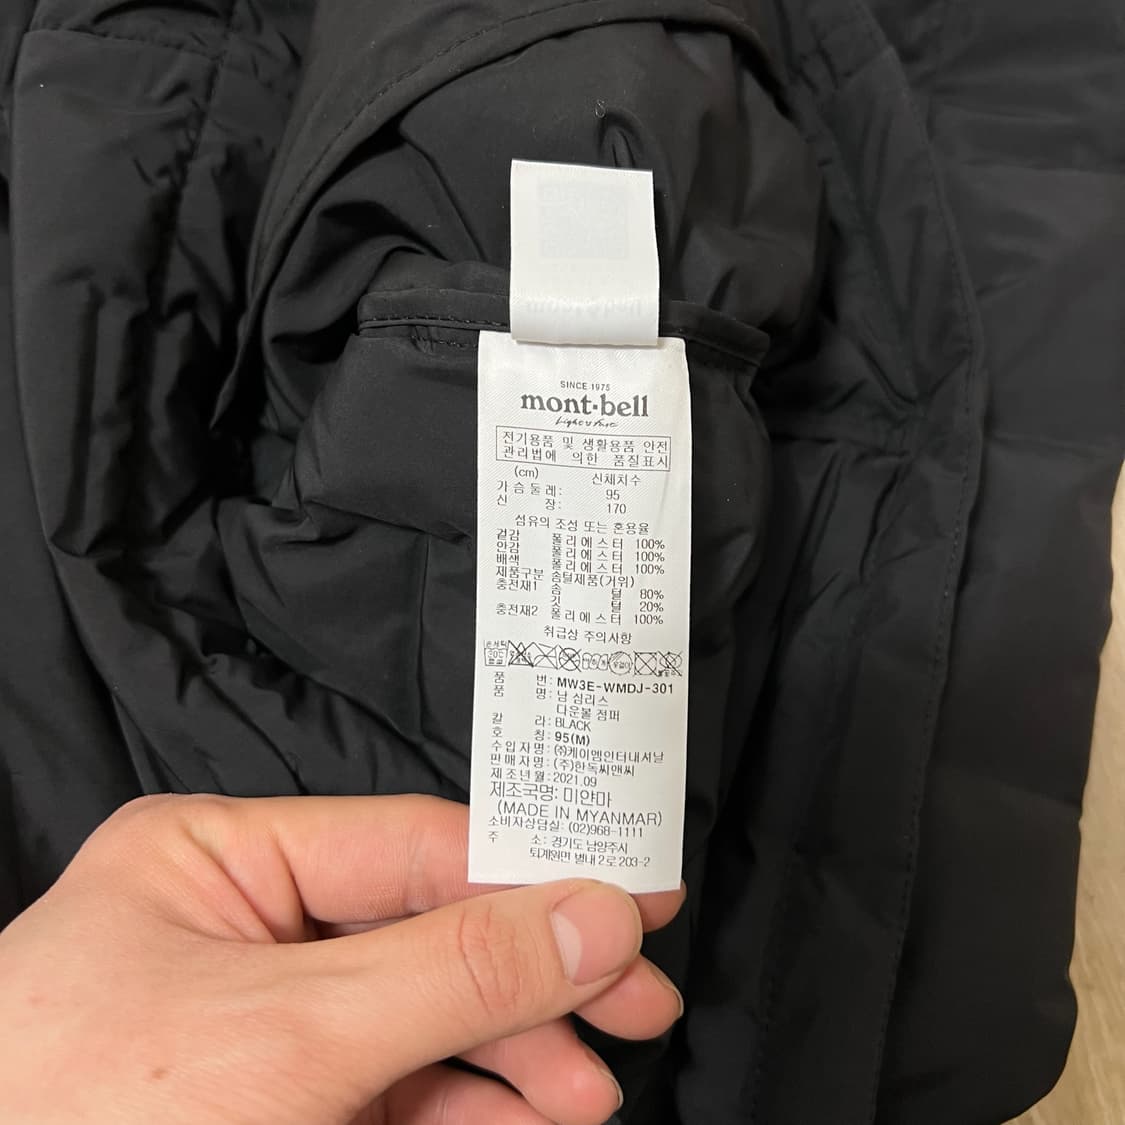 SINCE 1975
mont·bell
Light & Fast
전기용품 및 생활용품 안전
관리법에 의한 품질표시
(cm) 신체치수
가슴둘레: 95
신 장: 170
섬유의 조성 또는 혼용율
겉감 폴리에스터 100%
안감 폴리에스터 100%
배색 폴리에스터 100%
제품구분 솜털제품(거위)
충전재1 솜 털 80%
깃 털 20%
충전재2 폴리에스터 100%
취급상 주의사항
품 번: MW3E-WMDJ-301
품 명: 남 심리스
다운볼 점퍼
칼 라: BLACK
호 칭: 95(M)
수입자명: ㈜케이엠인터내셔날
판매자명: (주)한독씨앤씨
제조년월: 2021.09
제조국명: 미얀마
(MADE IN MYANMAR)
소비자상담실: (02)968-1111
주 소: 경기도 남양주시
퇴계원면 별내2로 203-2